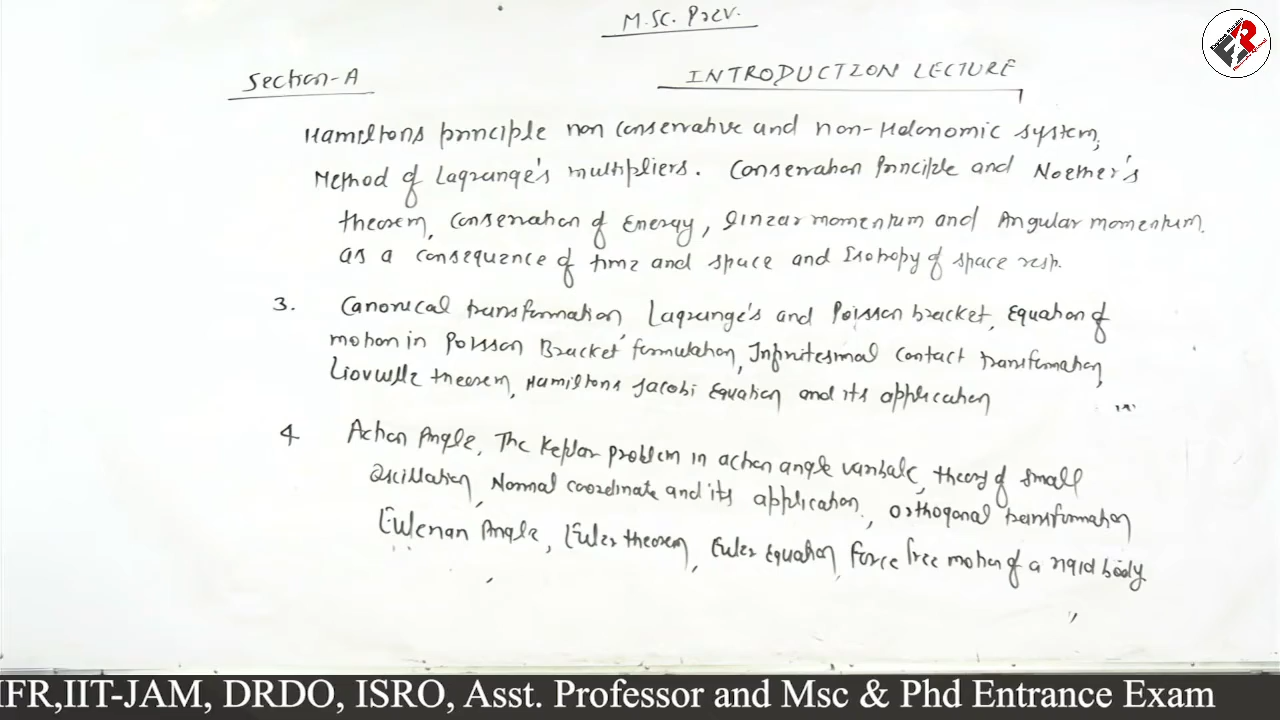 M.SC. Prev.
Section-A
INTRODUCTION LECTURE
Hamiltons principle non conservative and non-Holonomic system,
Method of Lagrange's multipliers. Conservation Principle and Noether's
theorem, Conservation of Energy, linear momentum and Angular momentum.
as a consequence of time and space and Isotropy of space resp.
3. Canonical transformation, Lagrange's and Poisson bracket, Equation of
motion in Poisson Bracket formulation, Infinitesmal contact transformation,
Liouville theorem, Hamiltons Jacobi Equation and its application
4 Action Angle, The Keplar problem in action angle varibale, theory of small
oscillation, Normal coordinate and its application, Orthogonal transformation
Eulerian Angle, Euler theorem, Euler Equation, Force free motion of a rigid body
IFR,IIT-JAM, DRDO, ISRO, Asst. Professor and Msc & Phd Entrance Exam